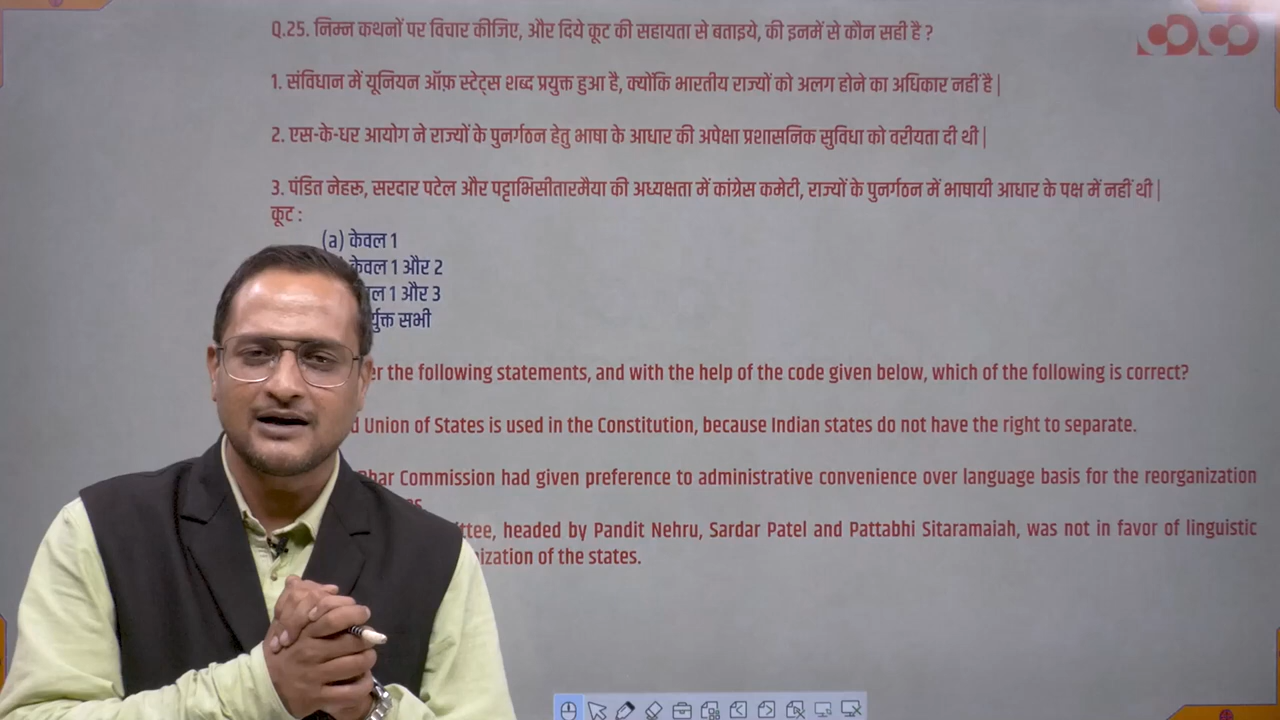 Q.25. निम्न कथनों पर विचार कीजिए, और दिये कूट की सहायता से बताइये, की इनमें से कौन सही है ?
1. संविधान में यूनियन ऑफ़ स्टेट्स शब्द प्रयुक्त हुआ है, क्योंकि भारतीय राज्यों को अलग होने का अधिकार नहीं है |
2. एस-के-धर आयोग ने राज्यों के पुनर्गठन हेतु भाषा के आधार की अपेक्षा प्रशासनिक सुविधा को वरीयता दी थी |
3. पंडित नेहरू, सरदार पटेल और पट्टाभिसीतारमैया की अध्यक्षता में कांग्रेस कमेटी, राज्यों के पुनर्गठन में भाषायी आधार के पक्ष में नहीं थी |
कूट :
(a) केवल 1
केवल 1 और 2
1 और 3
सभी
the following statements, and with the help of the code given below, which of the following is correct?
Union of States is used in the Constitution, because Indian states do not have the right to separate.
Commission had given preference to administrative convenience over language basis for the reorganization
headed by Pandit Nehru, Sardar Patel and Pattabhi Sitaramaiah, was not in favor of linguistic
of the states.